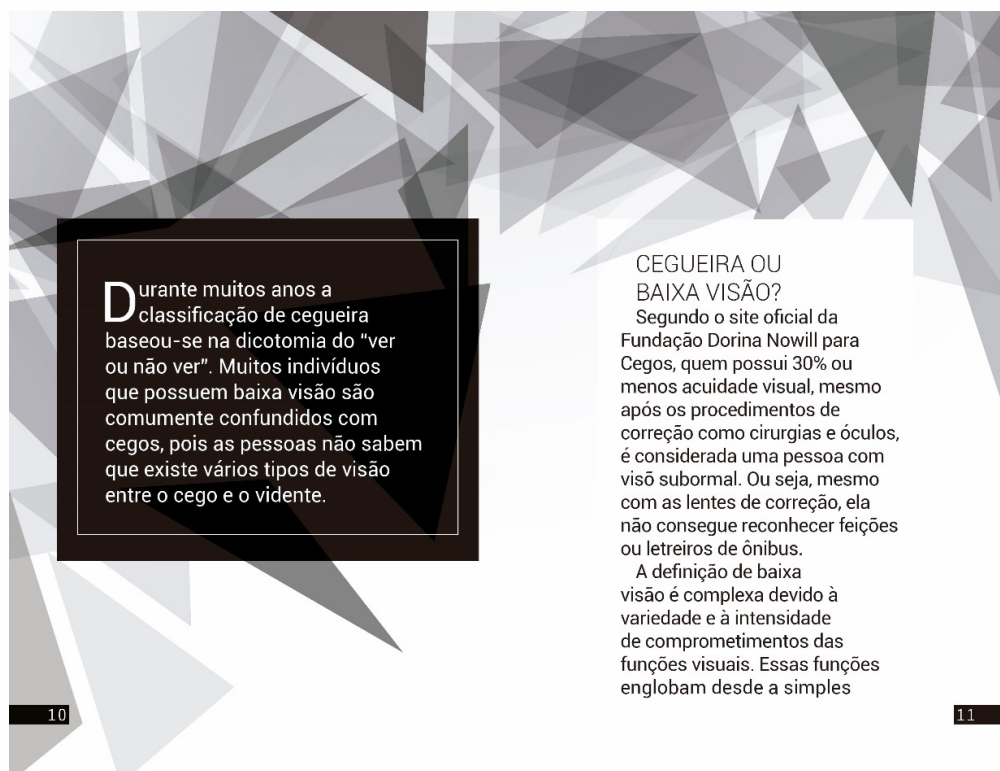 Durante muitos anos a
classificação de cegueira
baseou-se na dicotomia do "ver
ou não ver". Muitos indivíduos
que possuem baixa visão são
comumente confundidos com
cegos, pois as pessoas não sabem
que existe vários tipos de visão
entre o cego e o vidente.
10
CEGUEIRA OU
BAIXA VISÃO?
Segundo o site oficial da
Fundação Dorina Nowill para
Cegos, quem possui 30% ou
menos acuidade visual, mesmo
após os procedimentos de
correção como cirurgias e óculos,
é considerada uma pessoa com
visõ subormal. Ou seja, mesmo
com as lentes de correção, ela
não consegue reconhecer feições
ou letreiros de ônibus.
A definição de baixa
visão é complexa devido à
variedade e à intensidade
de comprometimentos das
funções visuais. Essas funções
englobam desde a simples
11